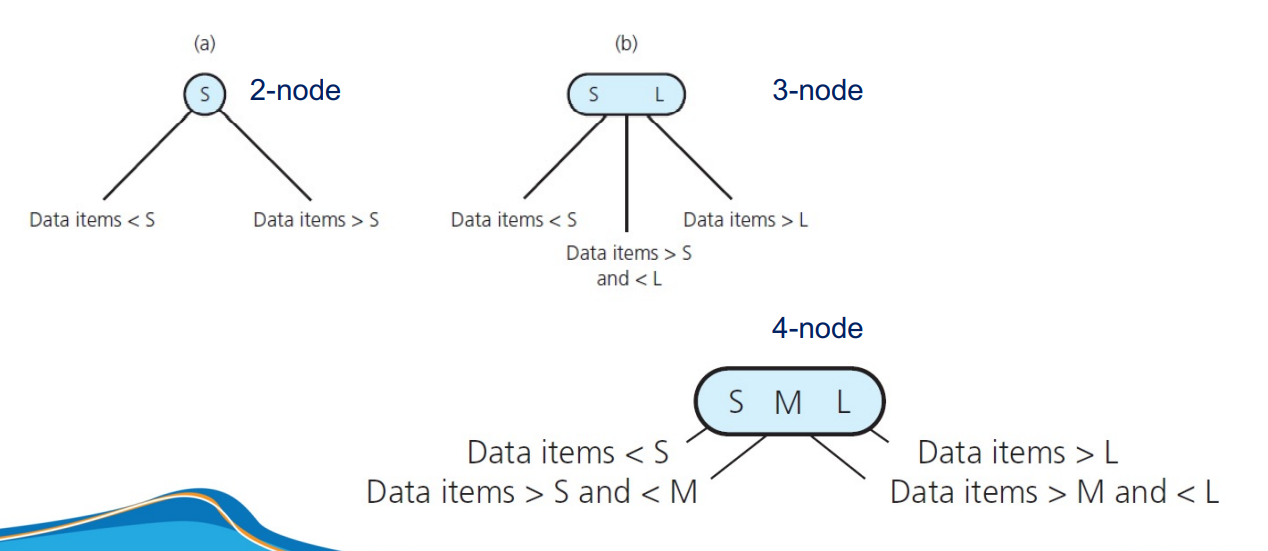 (a)
S
2-node
Data items < S
Data items > S
(b)
S L
3-node
Data items < S
Data items > L
Data items > S
and < L
4-node
S M L
Data items < S
Data items > L
Data items > S and < M
Data items > M and < L